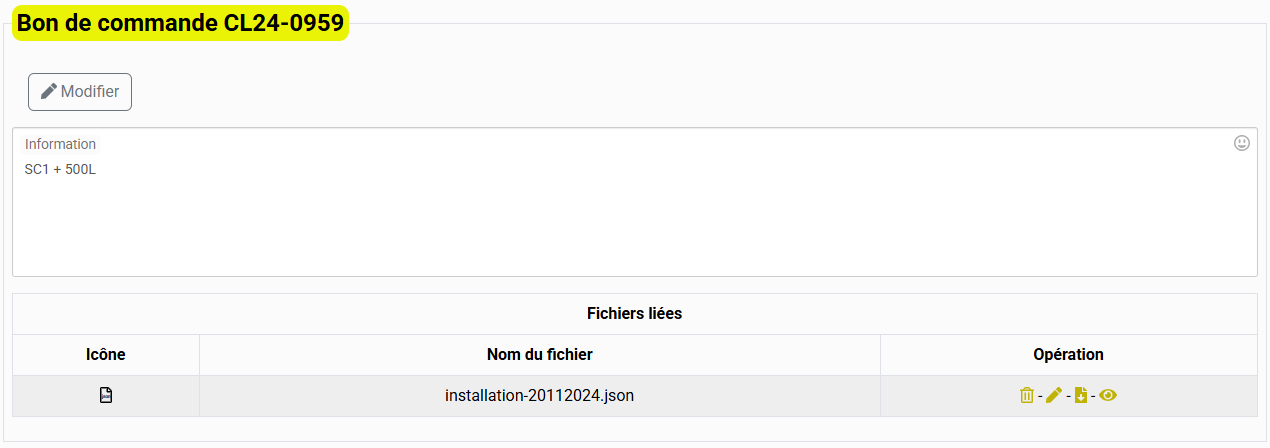 Bon de commande CL24-0959
Modifier
Information
SC1 + 500L
Fichiers liées
Icône Nom du fichier Opération
installation-20112024.json - - -